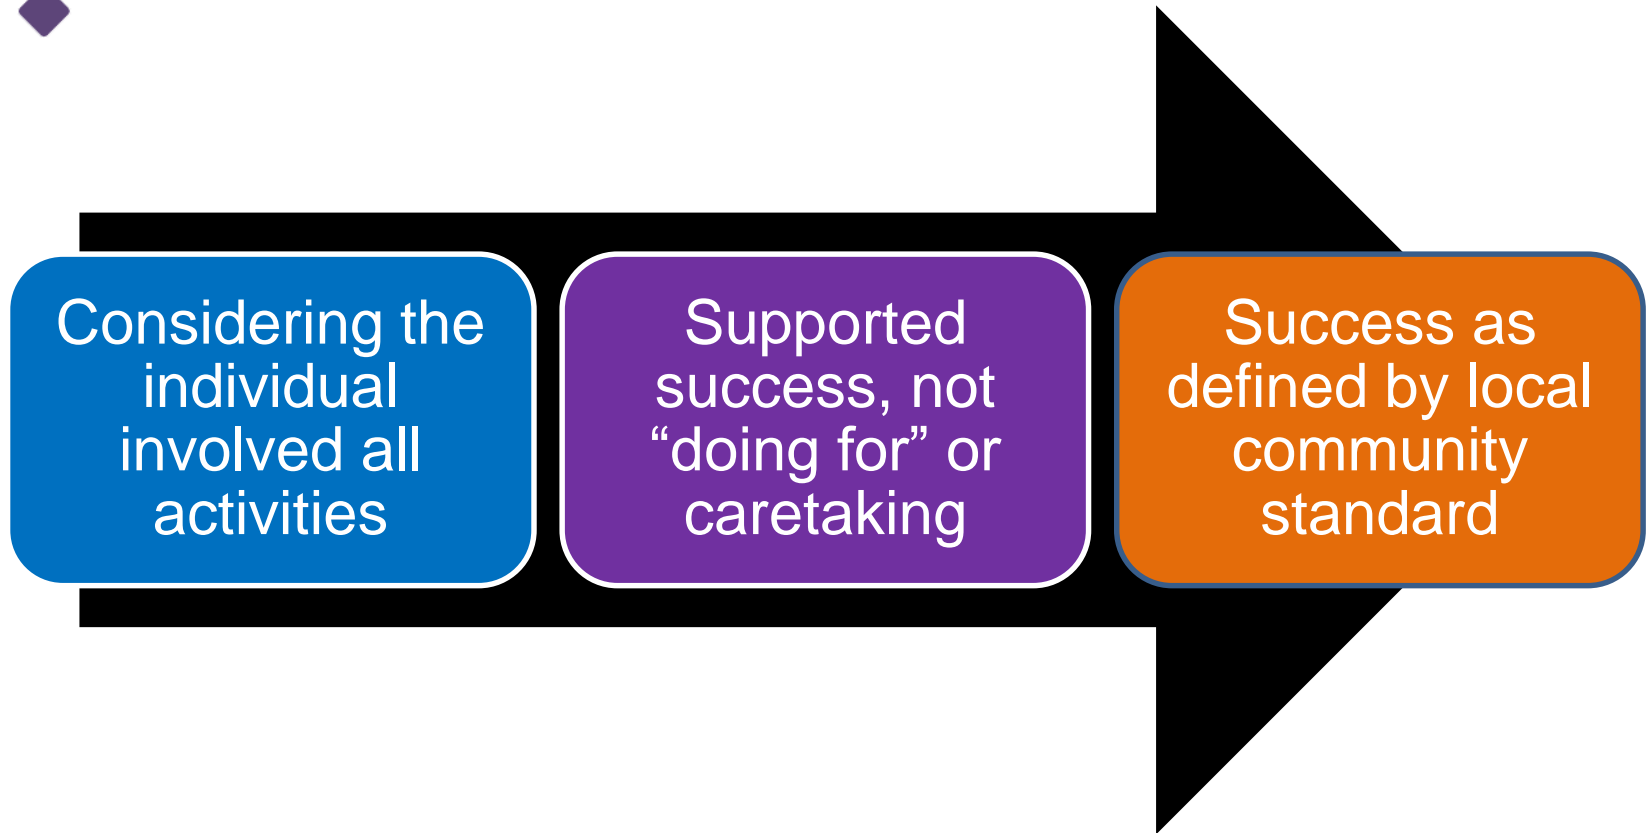 Considering the
individual
involved all
activities
Supported
success, not
“doing for” or
caretaking
Success as
defined by local
community
standard